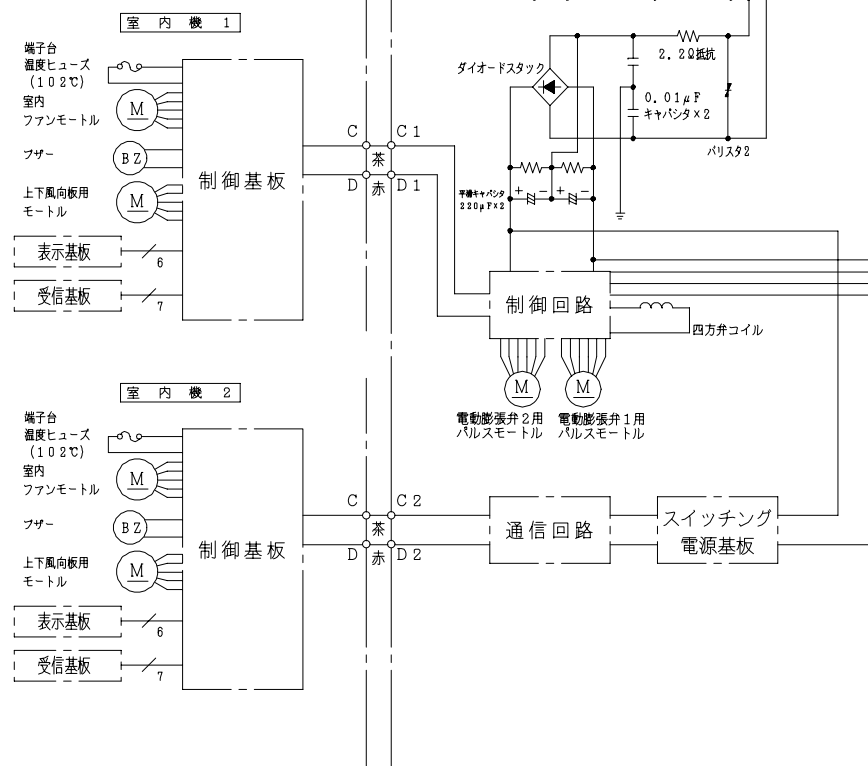 室内機1
端子台
温度ヒューズ
(102℃)
室内
ファンモートル
M
ブザー
BZ
上下風向板用
モートル
M
表示基板
6
受信基板
7
制御基板
C
C1
茶
D
赤
D1
ダイオードスタック
2.2Ω抵抗
0.01μF
キャパシタ×2
バリスタ2
平滑キャパシタ
220μF×2
+
-
+
-
制御回路
四方弁コイル
M
M
電動膨張弁2用
パルスモートル
電動膨張弁1用
パルスモートル
室内機2
端子台
温度ヒューズ
(102℃)
室内
ファンモートル
M
ブザー
BZ
上下風向板用
モートル
M
表示基板
6
受信基板
7
制御基板
C
C2
茶
D
赤
D2
通信回路
スイッチング
電源基板